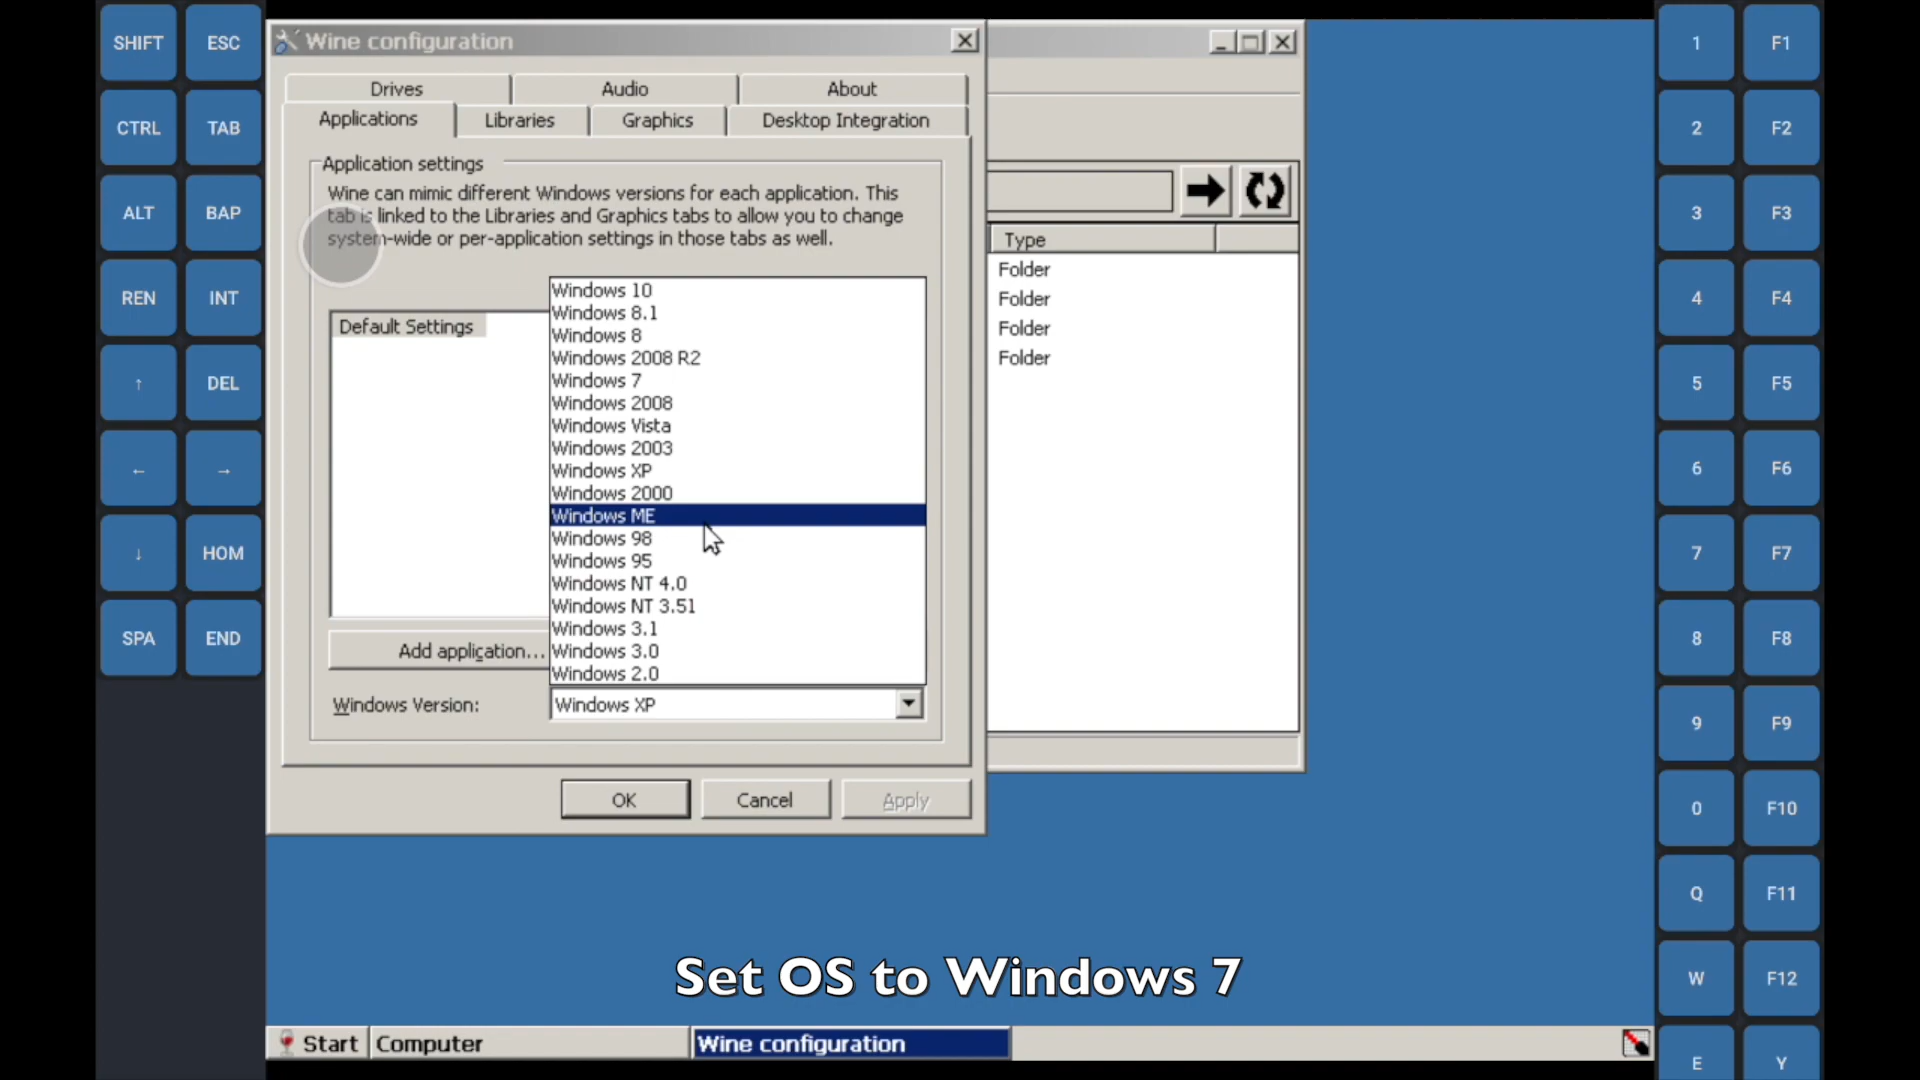 SHIFT
ESC
CTRL
TAB
ALT
BAP
REN
INT
↑
DEL
←
→
↓
HOM
SPA
END
Wine configuration
Drives
Audio
About
Applications
Libraries
Graphics
Desktop Integration
Application settings
Wine can mimic different Windows versions for each application. This
tab is linked to the Libraries and Graphics tabs to allow you to change
system-wide or per-application settings in those tabs as well.
Default Settings
Windows 10
Windows 8.1
Windows 8
Windows 2008 R2
Windows 7
Windows 2008
Windows Vista
Windows 2003
Windows XP
Windows 2000
Windows ME
Windows 98
Windows 95
Windows NT 4.0
Windows NT 3.51
Windows 3.1
Windows 3.0
Windows 2.0
Add application...
Windows Version:
Windows XP
OK
Cancel
Apply
Type
Folder
Folder
Folder
Folder
Set OS to Windows 7
Start
Computer
Wine configuration
1
F1
2
F2
3
F3
4
F4
5
F5
6
F6
7
F7
8
F8
9
F9
0
F10
Q
F11
W
F12
E
Y